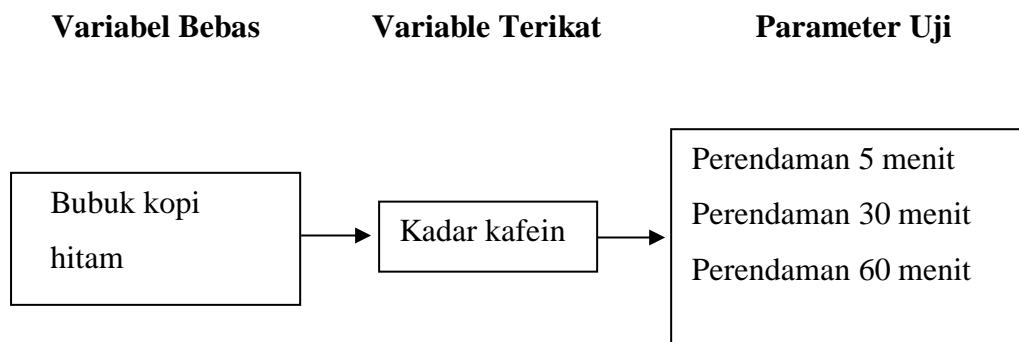 Variabel Bebas
Variable Terikat
Parameter Uji
Bubuk kopi
hitam
Kadar kafein
Perendaman 5 menit
Perendaman 30 menit
Perendaman 60 menit